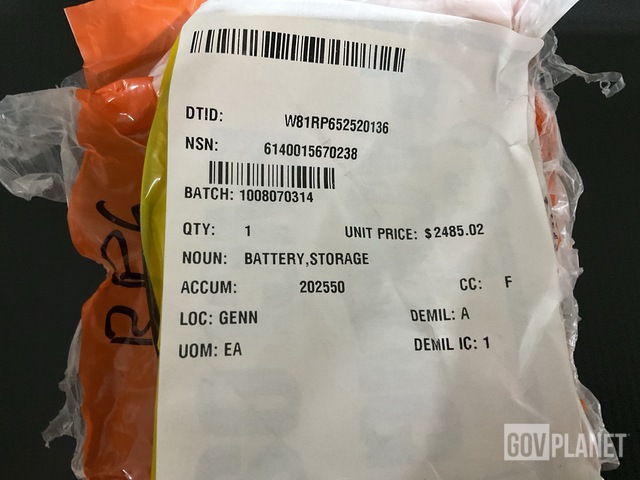 DTID: W81RP652520136
NSN: 6140015670238
BATCH: 1008070314
QTY: 1 UNIT PRICE: $2485.02
NOUN: BATTERY,STORAGE
ACCUM: 202550 CC: F
LOC: GENN DEMIL: A
UOM: EA DEMIL IC: 1
GOVPLANET